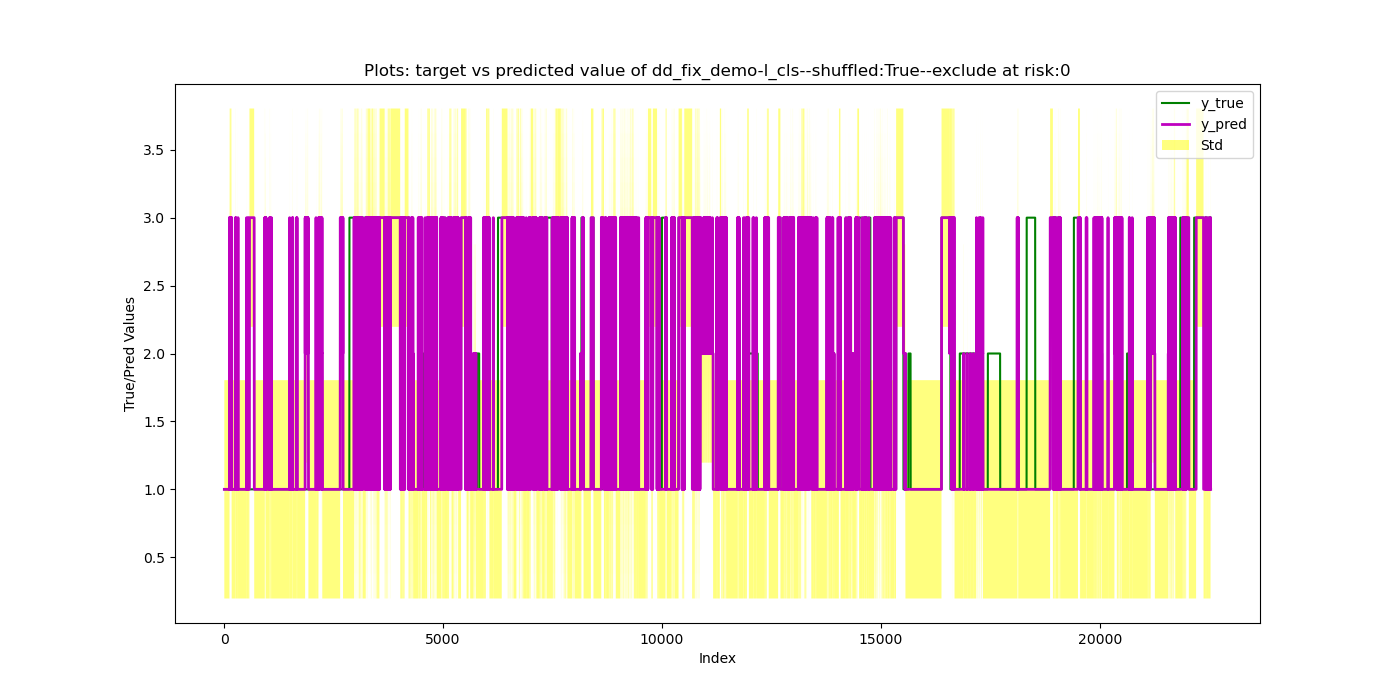 Plots: target vs predicted value of dd_fix_demo-l_cls--shuffled:True--exclude at risk:0
y_true
y_pred
Std
3.5
3.0
2.5
2.0
1.5
1.0
0.5
True/Pred Values
0
5000
10000
15000
20000
Index